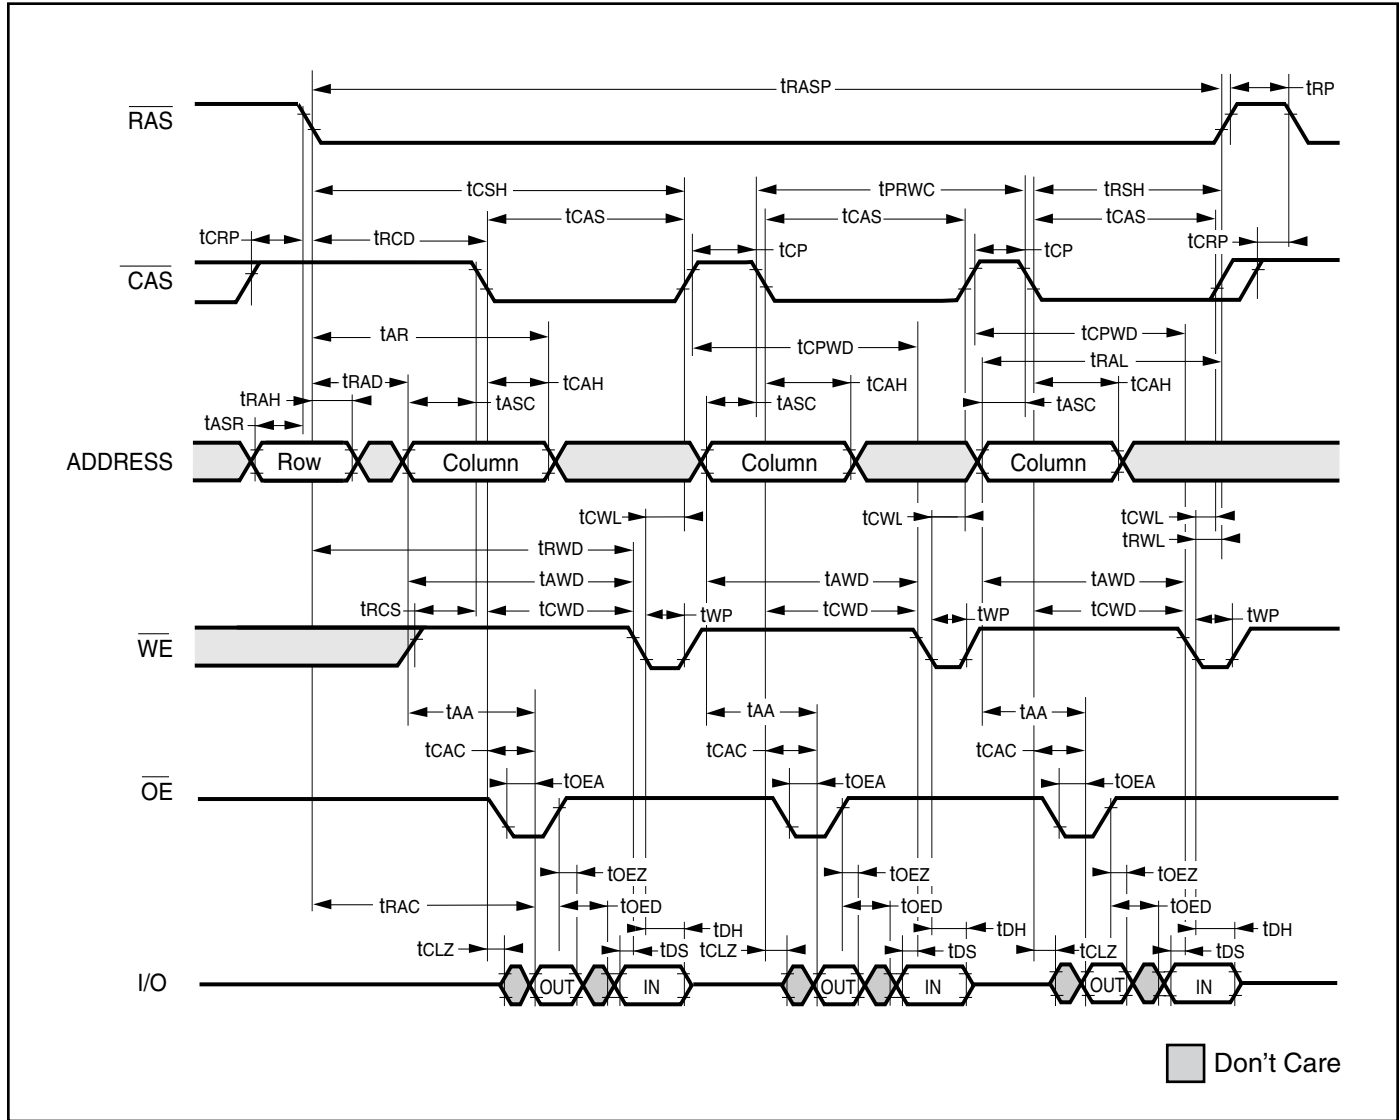 tRASP tRP
RAS
tCSH tPRWC tRSH
tCAS tCAS tCAS
tCRP tRCD tCP tCP tCRP
CAS
tAR tCPWD tCPWD
tRAL
tRAD tCAH tCAH tCAH
tRAH tASC tASC tASC
tASR
ADDRESS Row Column Column Column
tCWL tCWL tCWL
tRWD tRWL
tAWD tAWD tAWD
tRCS tCWD tWP tCWD tWP tCWD tWP
WE
tAA tAA tAA
tCAC tCAC tCAC
tOEA tOEA tOEA
OE
tOEZ tOEZ tOEZ
tRAC tOED tOED tOED
tDH tDH tDH
tCLZ tDS tCLZ tDS tCLZ tDS
I/O OUT IN OUT IN OUT IN
Don't Care